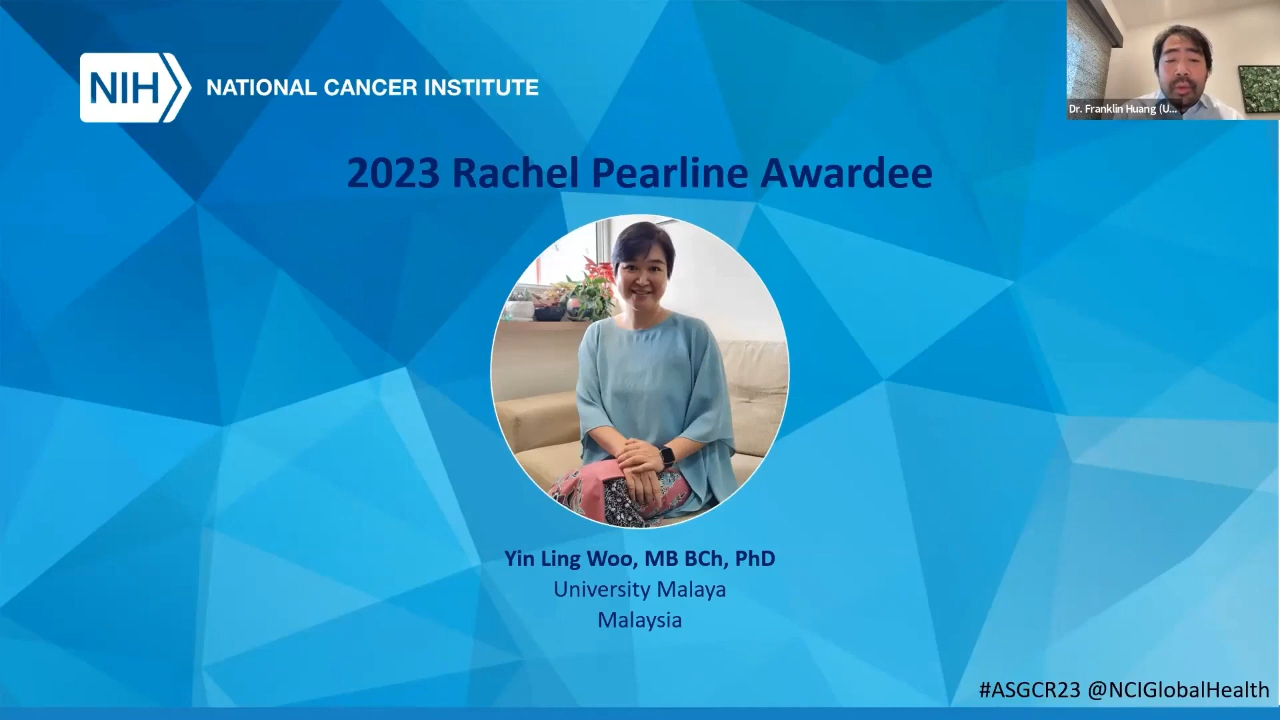 NIH NATIONAL CANCER INSTITUTE
Dr. Franklin Huang (U...
2023 Rachel Pearline Awardee
Yin Ling Woo, MB BCh, PhD
University Malaya
Malaysia
#ASGCR23 @NCIGlobalHealth